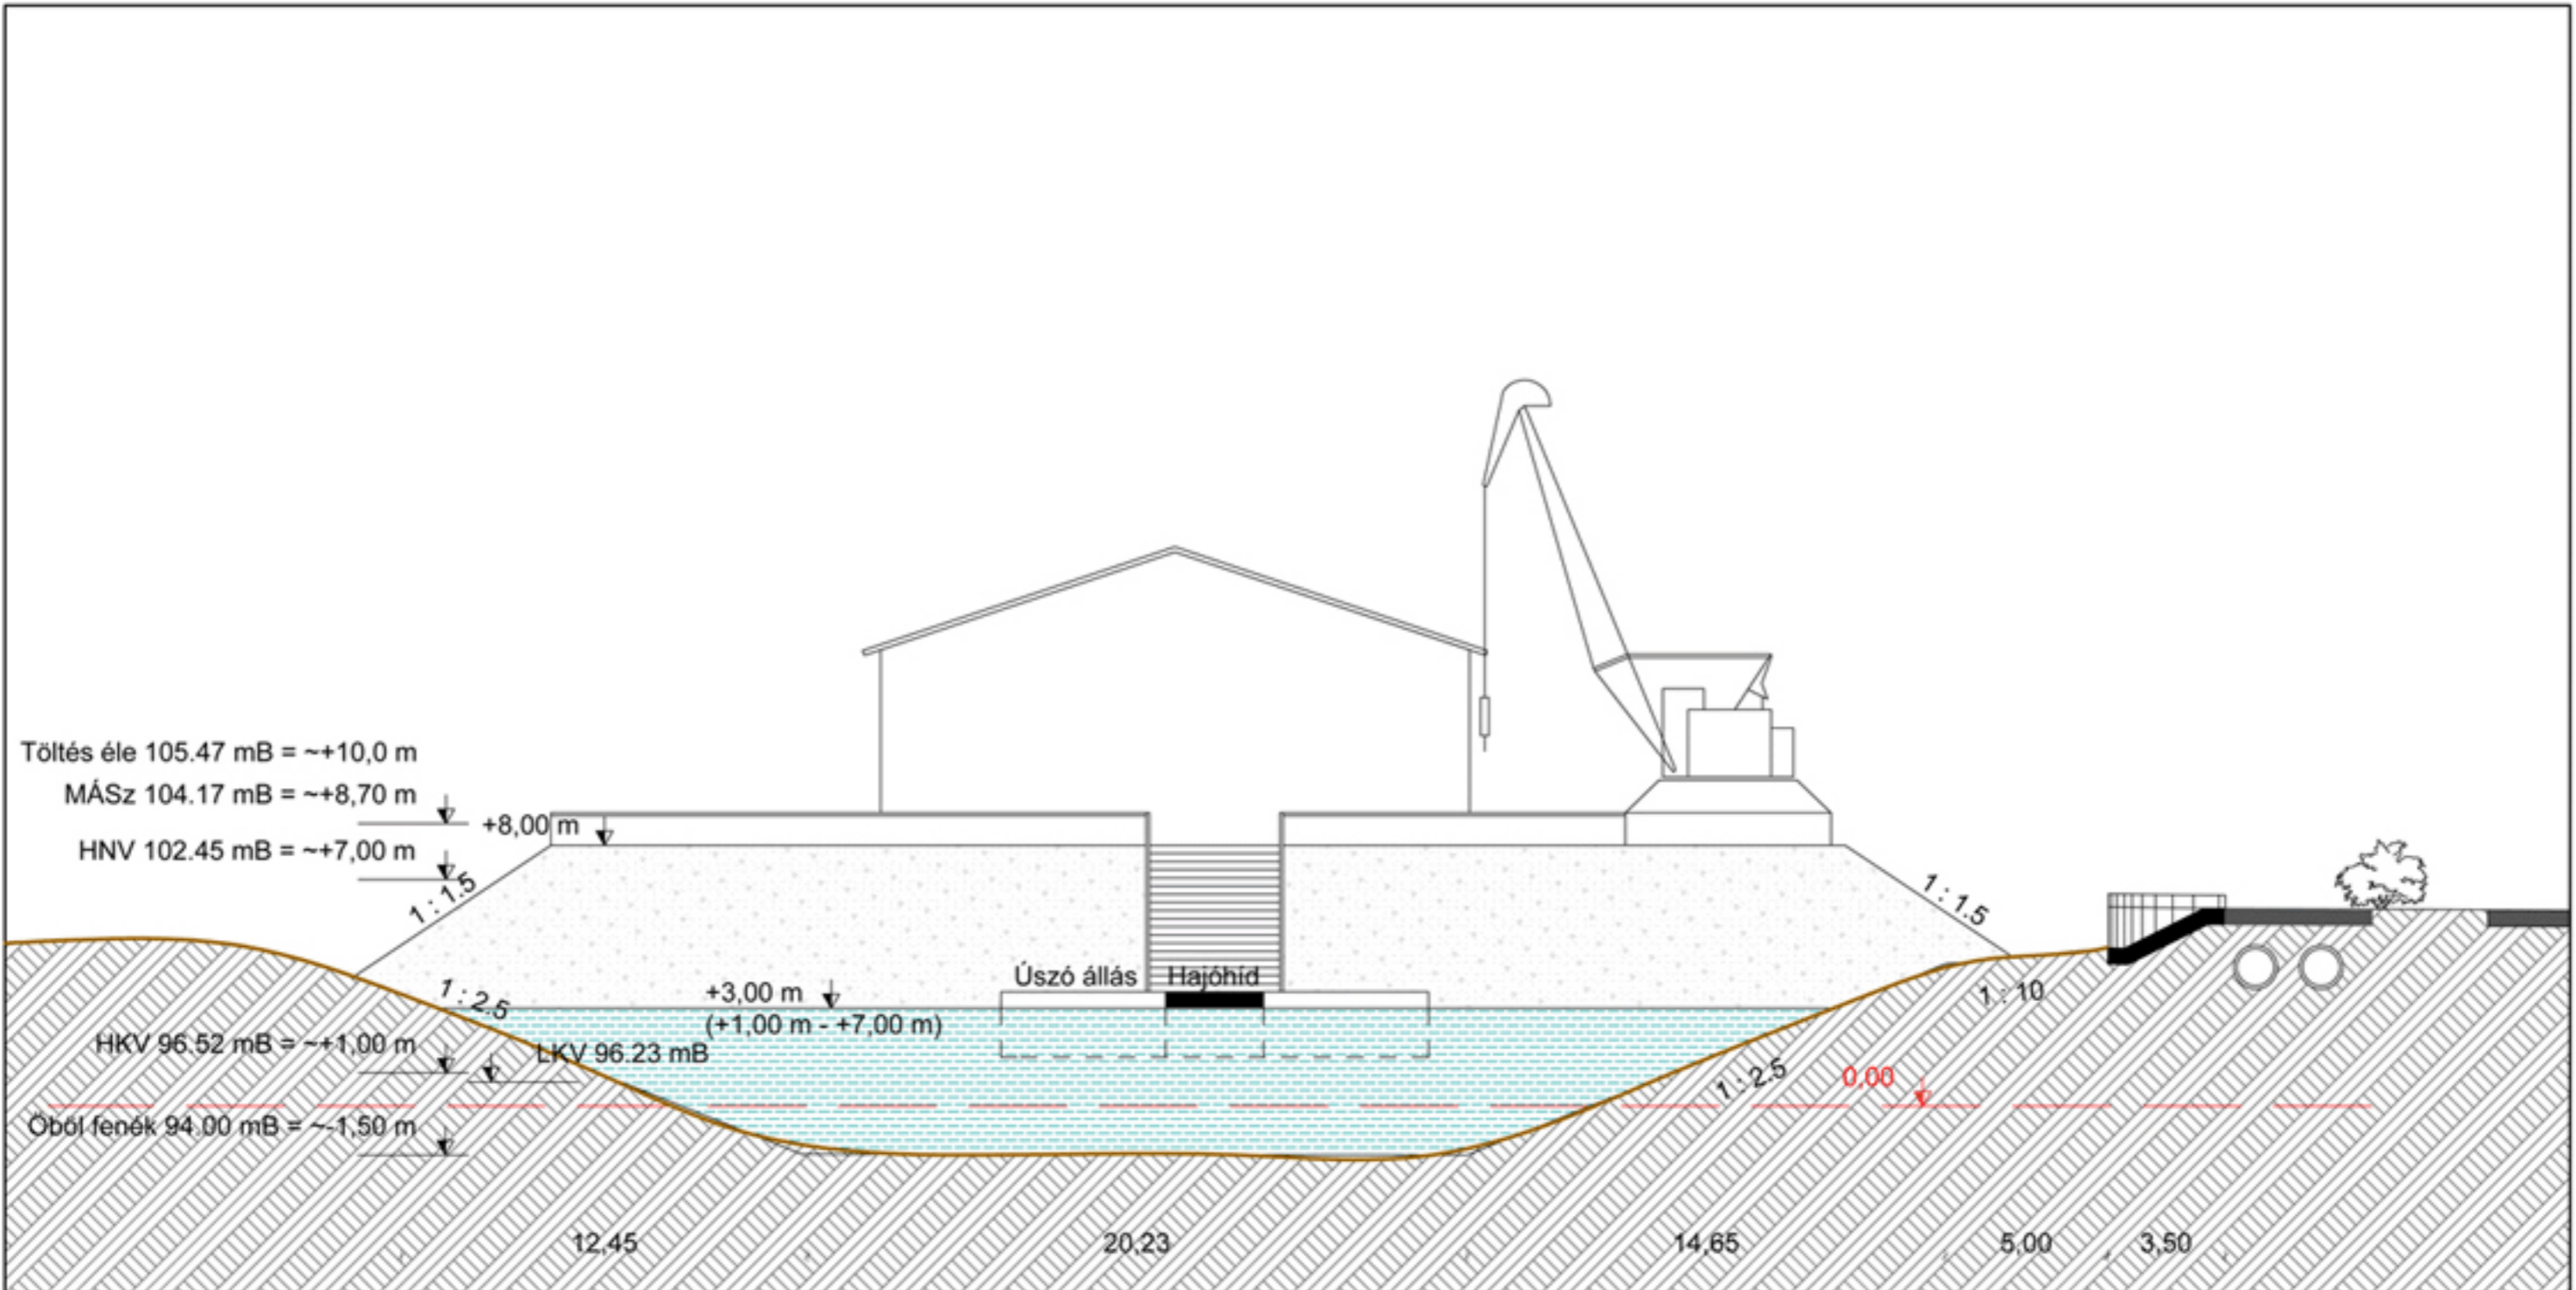 Töltés éle 105.47 mB = ~+10,0 m
MÁSz 104.17 mB = ~+8,70 m
+8,00 m
HNV 102.45 mB = ~+7,00 m
1 : 1.5
1 : 1.5
Úszó állás
Hajóhíd
1 : 2.5
+3,00 m
(+1,00 m - +7,00 m)
1 : 10
HKV 96.52 mB = ~+1,00 m
LKV 96.23 mB
1 : 2.5
0,00
Öböl fenék 94.00 mB = ~-1,50 m
12,45
20,23
14,65
5,00
3,50